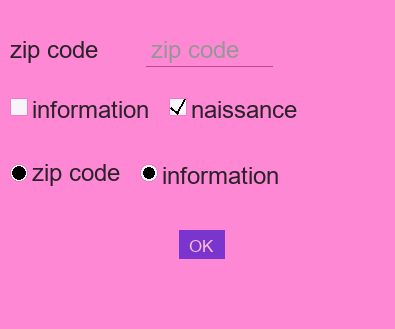 zip code zip code
information naissance
zip code information
OK